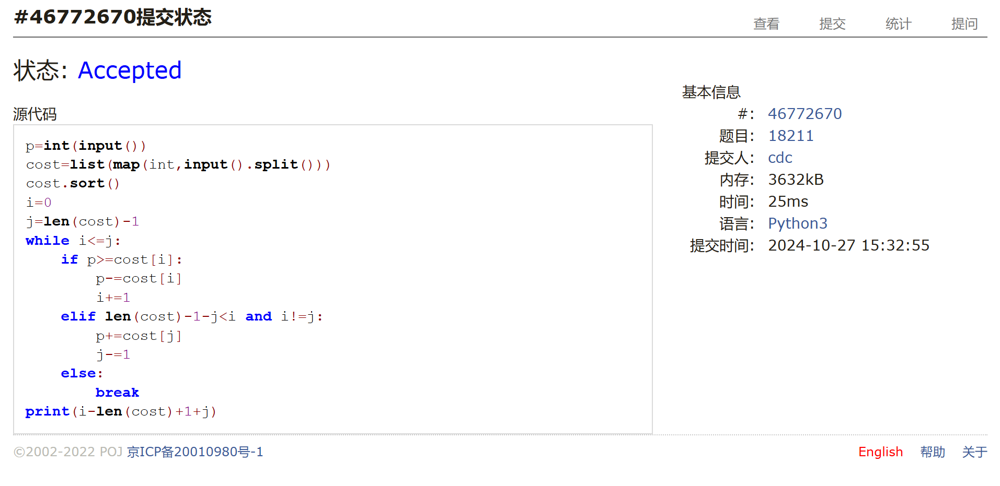 #46772670提交状态
查看 提交 统计 提问
状态: Accepted
源代码
p=int(input())
cost=list(map(int,input().split()))
cost.sort()
i=0
j=len(cost)-1
while i<=j:
    if p>=cost[i]:
        p-=cost[i]
        i+=1
    elif len(cost)-1-j<i and i!=j:
        p+=cost[j]
        j-=1
    else:
        break
print(i-len(cost)+1+j)
基本信息
#: 46772670
题目: 18211
提交人: cdc
内存: 3632kB
时间: 25ms
语言: Python3
提交时间: 2024-10-27 15:32:55
©2002-2022 POJ 京ICP备20010980号-1
English 帮助 关于